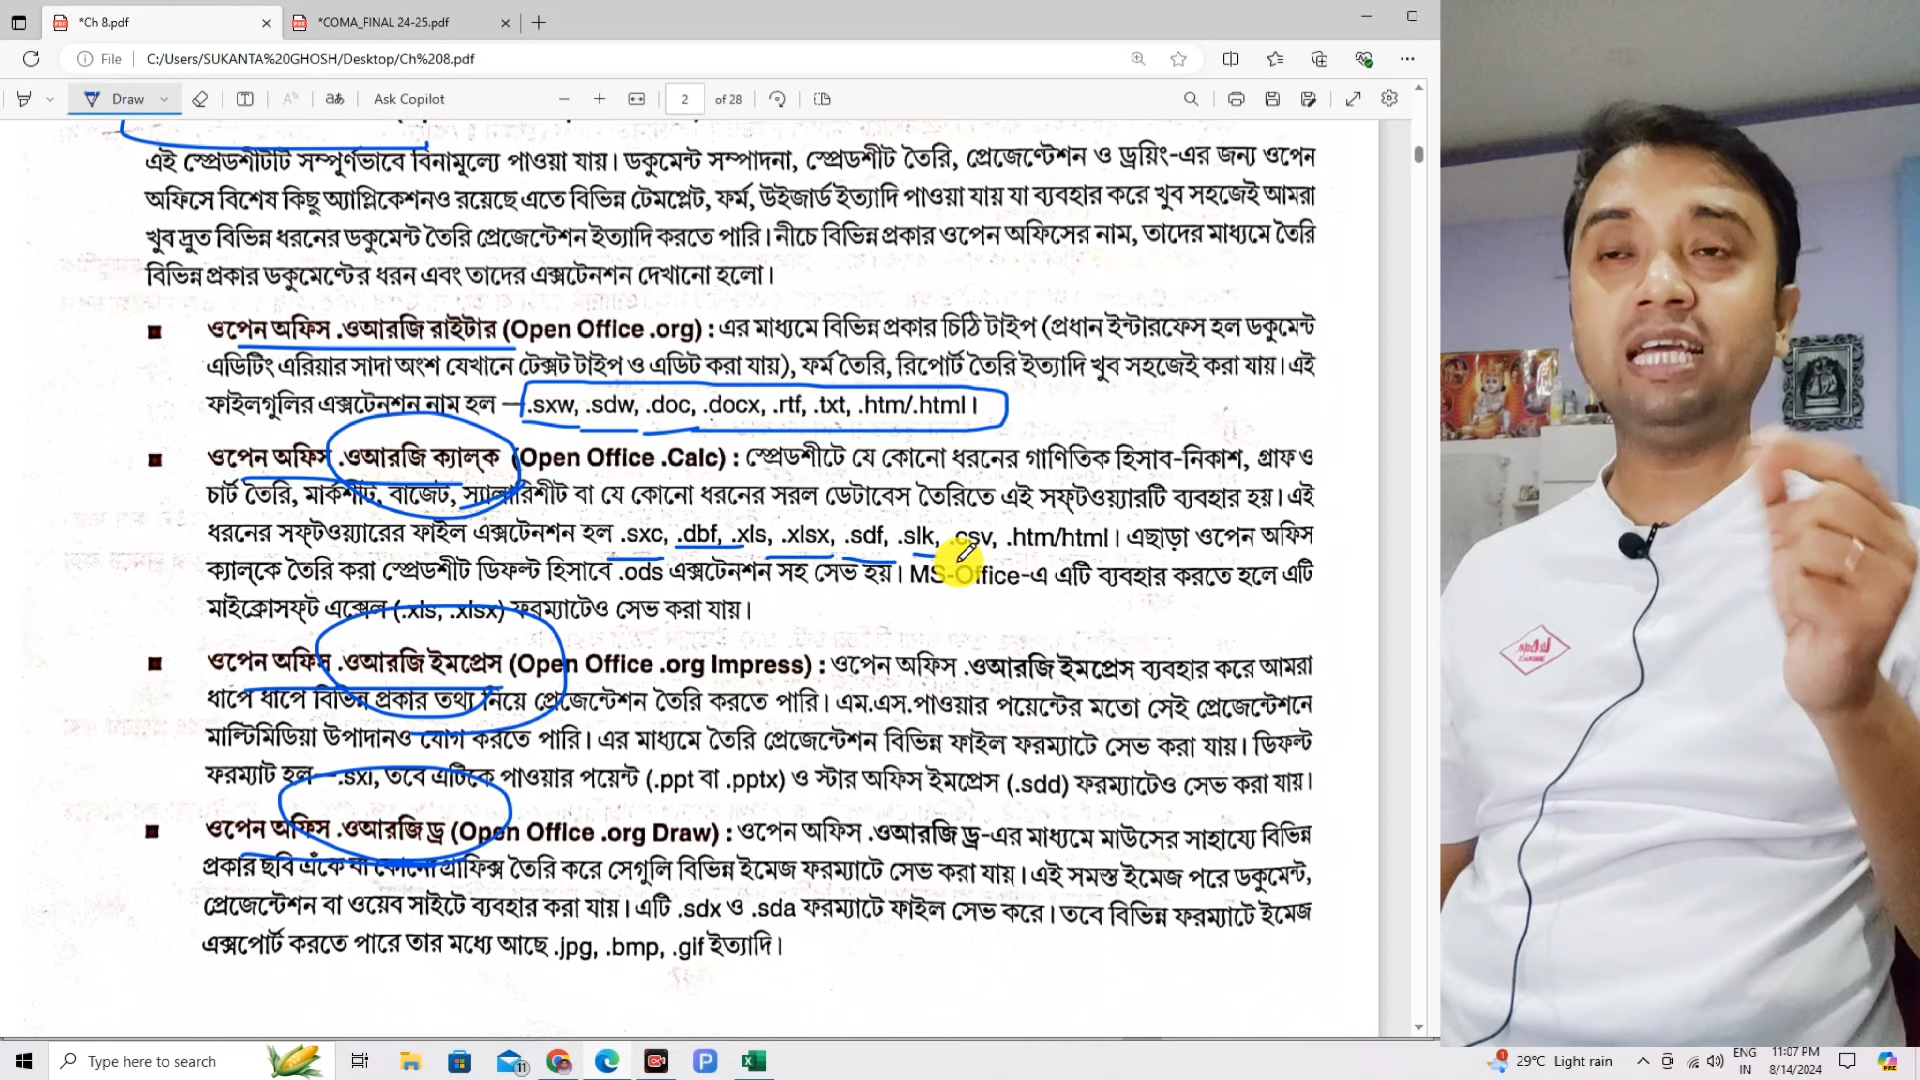 *Ch 8.pdf
*COMA_FINAL 24-25.pdf
File C:/Users/SUKANTA%20GHOSH/Desktop/Ch%208.pdf
Draw
aあ
Ask Copilot
2 of 28
এই স্প্রেডশীটটি সম্পূর্ণভাবে বিনামূল্যে পাওয়া যায়। ডকুমেন্ট সম্পাদনা, স্প্রেডশীট তৈরি, প্রেজেন্টেশন ও ড্রয়িং-এর জন্য ওপেন
অফিসে বিশেষ কিছু অ্যাপ্লিকেশনও রয়েছে এতে বিভিন্ন টেমপ্লেট, ফর্ম, উইজার্ড ইত্যাদি পাওয়া যায় যা ব্যবহার করে খুব সহজেই আমরা
খুব দ্রুত বিভিন্ন ধরনের ডকুমেন্ট তৈরি প্রেজেন্টেশন ইত্যাদি করতে পারি। নীচে বিভিন্ন প্রকার ওপেন অফিসের নাম, তাদের মাধ্যমে তৈরি
বিভিন্ন প্রকার ডকুমেন্টের ধরন এবং তাদের এক্সটেনশন দেখানো হলো।
■ ওপেন অফিস .ওআরজি রাইটার (Open Office .org) : এর মাধ্যমে বিভিন্ন প্রকার চিঠি টাইপ (প্রধান ইন্টারফেস হল ডকুমেন্ট
এডিটিং এরিয়ার সাদা অংশ যেখানে টেক্সট টাইপ ও এডিট করা যায়), ফর্ম তৈরি, রিপোর্ট তৈরি ইত্যাদি খুব সহজেই করা যায়। এই
ফাইলগুলির এক্সটেনশন নাম হল — .sxw, .sdw, .doc, .docx, .rtf, .txt, .htm/.html।
■ ওপেন অফিস .ওআরজি ক্যাল্‌ক (Open Office .Calc) : স্প্রেডশীটে যে কোনো ধরনের গাণিতিক হিসাব-নিকাশ, গ্রাফ ও
চার্ট তৈরি, মার্কশীট, বাজেট, স্যালারিশীট বা যে কোনো ধরনের সরল ডেটাবেস তৈরিতে এই সফ্‌টওয়্যারটি ব্যবহার হয়। এই
ধরনের সফ্‌টওয়্যারের ফাইল এক্সটেনশন হল .sxc, .dbf, .xls, .xlsx, .sdf, .slk, .csv, .htm/html। এছাড়া ওপেন অফিস
ক্যাল্‌কে তৈরি করা স্প্রেডশীট ডিফল্ট হিসাবে .ods এক্সটেনশন সহ সেভ হয়। MS-Office-এ এটি ব্যবহার করতে হলে এটি
মাইক্রোসফ্‌ট এক্সেল (.xls, .xlsx) ফরম্যাটেও সেভ করা যায়।
■ ওপেন অফিস .ওআরজি ইমপ্রেস (Open Office .org Impress) : ওপেন অফিস .ওআরজি ইমপ্রেস ব্যবহার করে আমরা
ধাপে ধাপে বিভিন্ন প্রকার তথ্য নিয়ে প্রেজেন্টেশন তৈরি করতে পারি। এম.এস.পাওয়ার পয়েন্টের মতো সেই প্রেজেন্টেশনে
মাল্টিমিডিয়া উপাদানও যোগ করতে পারি। এর মাধ্যমে তৈরি প্রেজেন্টেশন বিভিন্ন ফাইল ফরম্যাটে সেভ করা যায়। ডিফল্ট
ফরম্যাট হল— .sxi, তবে এটিকে পাওয়ার পয়েন্ট (.ppt বা .pptx) ও স্টার অফিস ইমপ্রেস (.sdd) ফরম্যাটেও সেভ করা যায়।
■ ওপেন অফিস .ওআরজি ড্র (Open Office .org Draw) : ওপেন অফিস .ওআরজি ড্র-এর মাধ্যমে মাউসের সাহায্যে বিভিন্ন
প্রকার ছবি এঁকে বা কোনো গ্রাফিক্স তৈরি করে সেগুলি বিভিন্ন ইমেজ ফরম্যাটে সেভ করা যায়। এই সমস্ত ইমেজ পরে ডকুমেন্ট,
প্রেজেন্টেশন বা ওয়েব সাইটে ব্যবহার করা যায়। এটি .sdx ও .sda ফরম্যাটে ফাইল সেভ করে। তবে বিভিন্ন ফরম্যাটে ইমেজ
এক্সপোর্ট করতে পারে তার মধ্যে আছে .jpg, .bmp, .gif ইত্যাদি।
Type here to search
11
1
29°C Light rain
ENG
IN
11:07 PM
8/14/2024